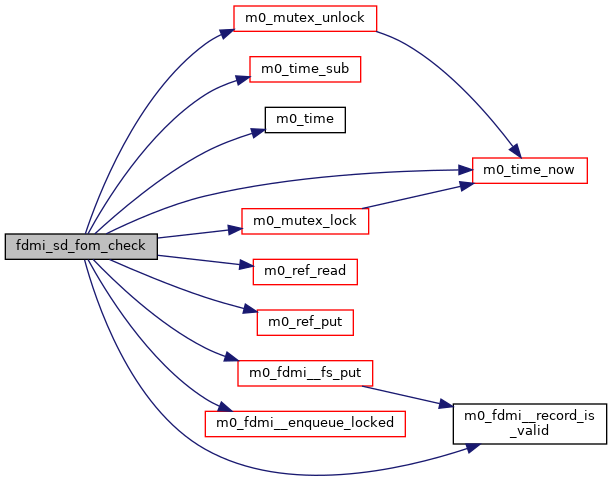 m0_mutex_unlock
m0_time_sub
m0_time
m0_time_now
m0_mutex_lock
fdmi_sd_fom_check
m0_ref_read
m0_ref_put
m0_fdmi__fs_put
m0_fdmi__record_is
_valid
m0_fdmi__enqueue_locked